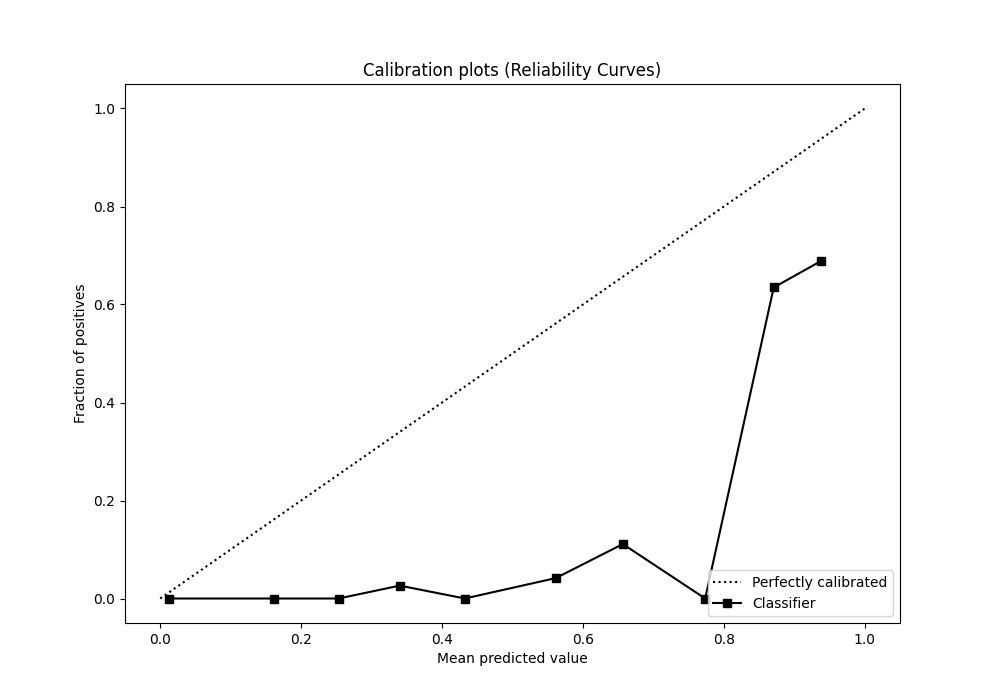 Calibration plots (Reliability Curves)
1.0
0.8
0.6
0.4
0.2
0.0
Fraction of positives
Perfectly calibrated
Classifier
0.0 0.2 0.4 0.6 0.8 1.0
Mean predicted value